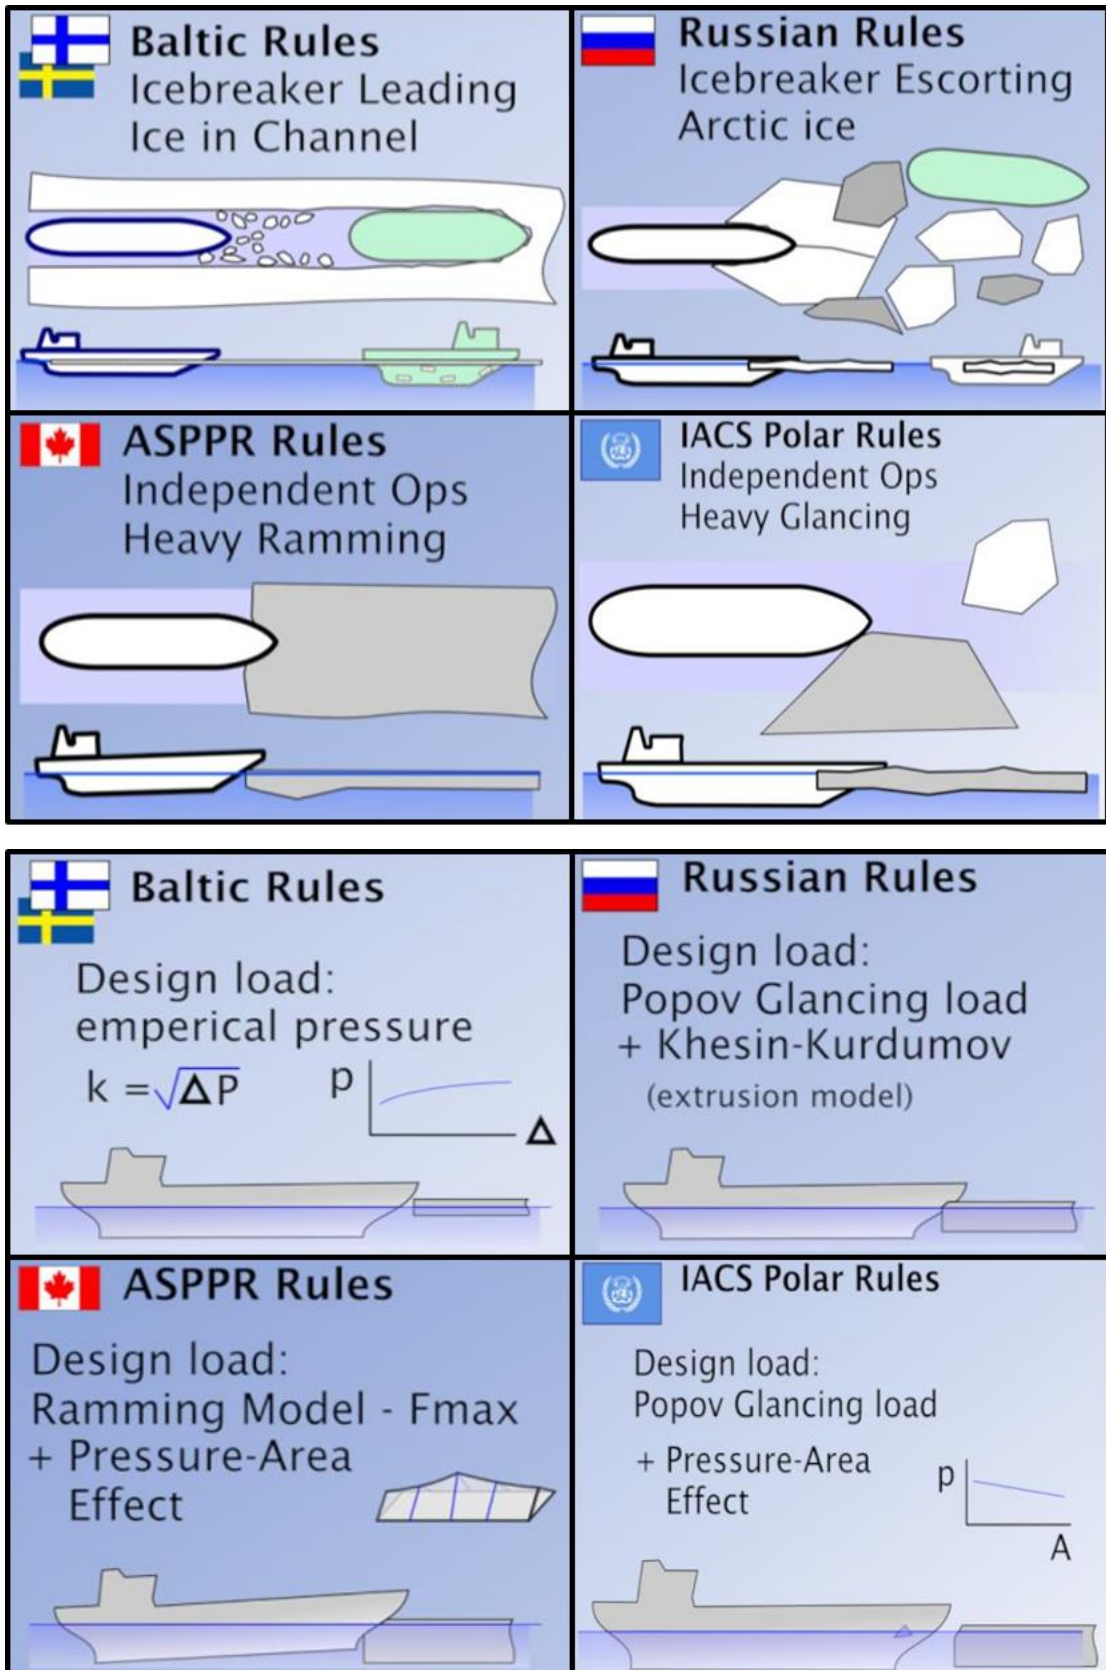 Baltic Rules
Icebreaker Leading
Ice in Channel
Russian Rules
Icebreaker Escorting
Arctic ice
ASPPR Rules
Independent Ops
Heavy Ramming
IACS Polar Rules
Independent Ops
Heavy Glancing
Baltic Rules
Design load:
emperical pressure
k = √ΔP
p
Δ
Russian Rules
Design load:
Popov Glancing load
+ Khesin-Kurdumov
(extrusion model)
ASPPR Rules
Design load:
Ramming Model - Fmax
+ Pressure-Area
Effect
IACS Polar Rules
Design load:
Popov Glancing load
+ Pressure-Area
Effect
p
A